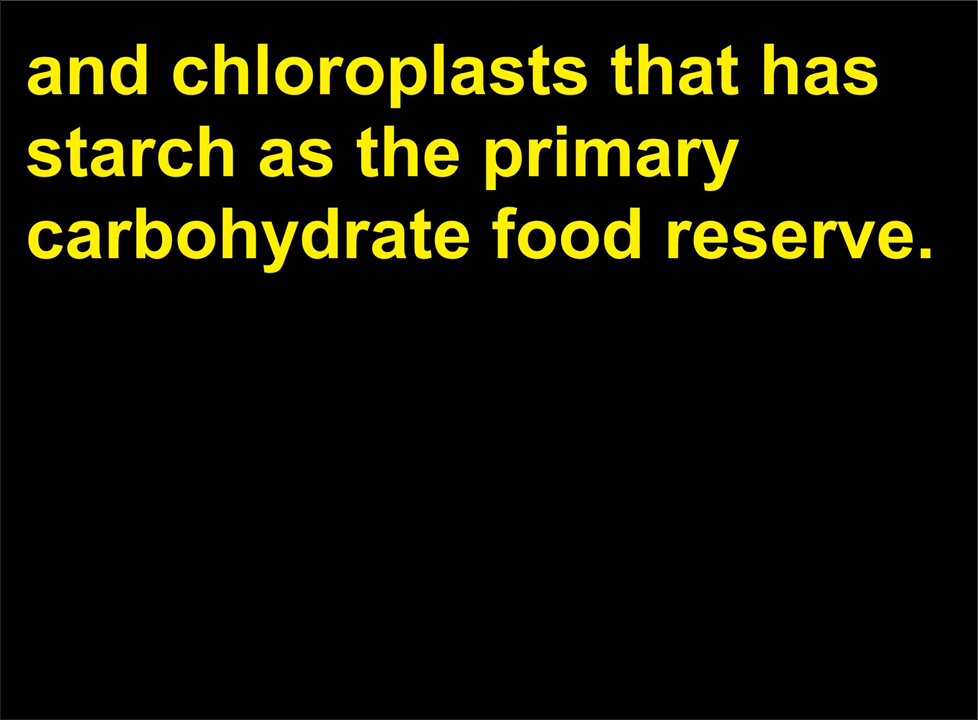 and chloroplasts that has
starch as the primary
carbohydrate food reserve.